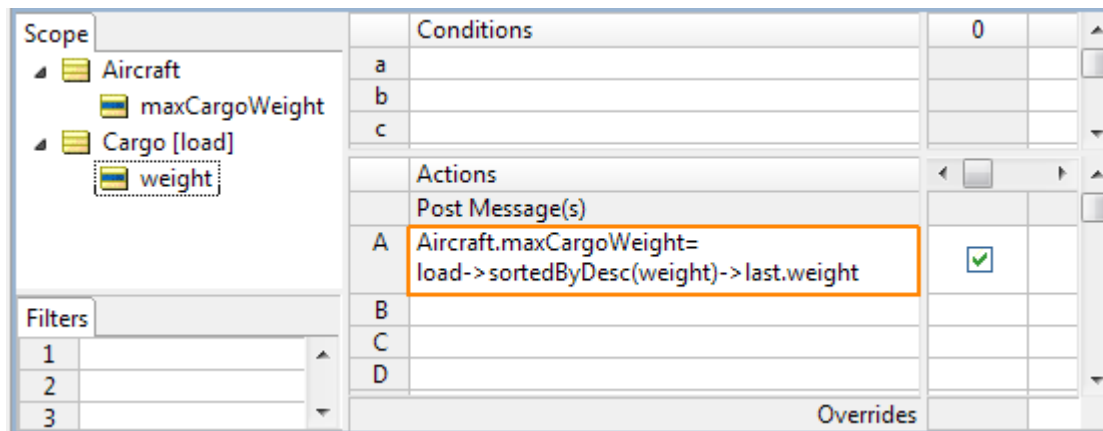 Scope
Aircraft
maxCargoWeight
Cargo [load]
weight
Filters
1
2
3
Conditions 0
a
b
c
Actions
Post Message(s)
A Aircraft.maxCargoWeight=
load->sortedByDesc(weight)->last.weight
B
C
D
Overrides